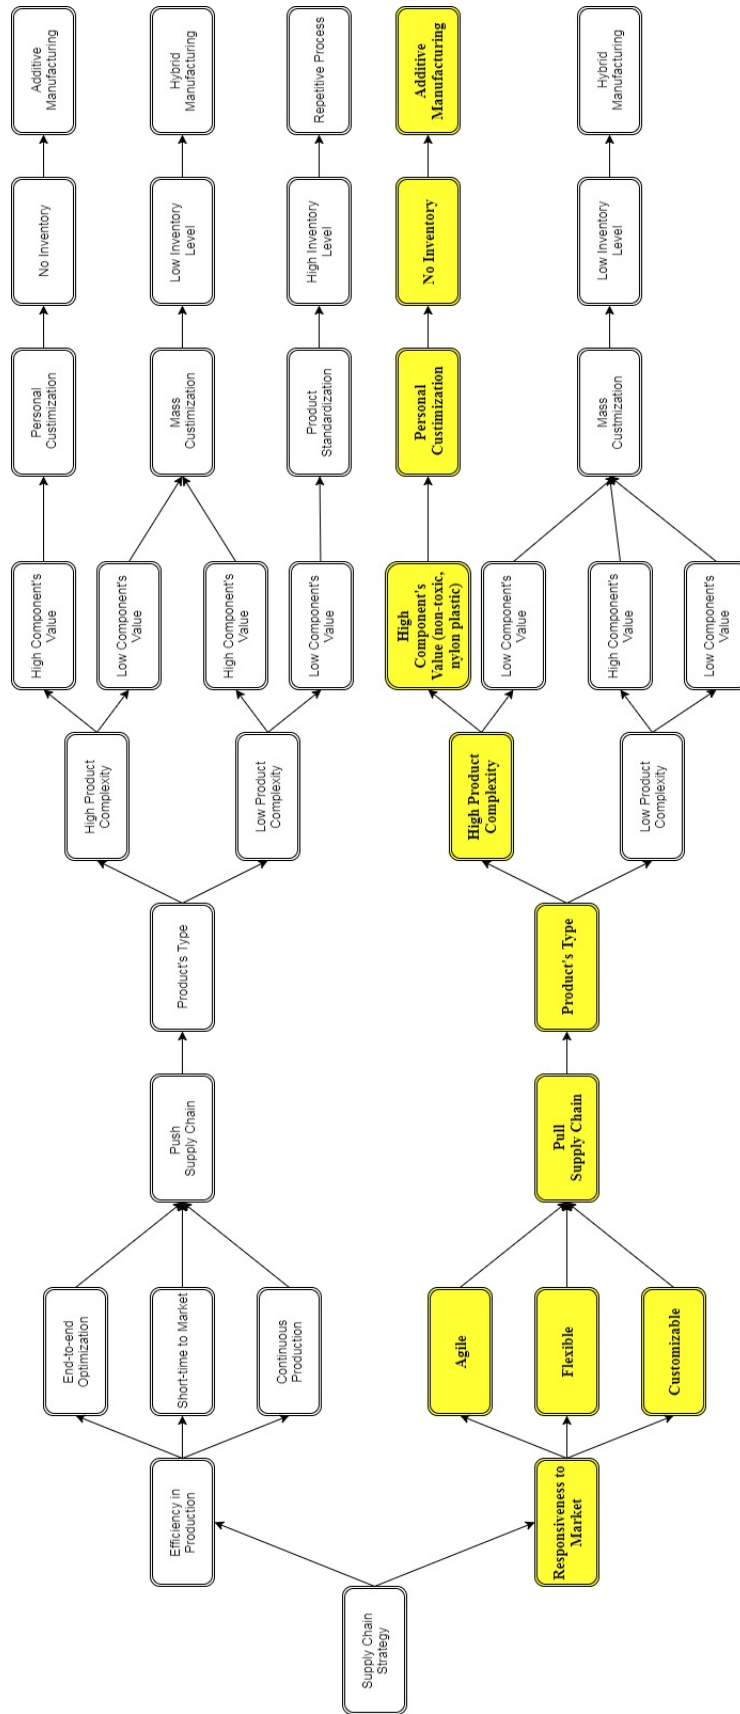 Supply Chain
Strategy
Efficiency in
Production
Responsiveness to
Market
End-to-end
Optimization
Short-time to Market
Continuous
Production
Agile
Flexible
Customizable
Push
Supply Chain
Pull
Supply Chain
Product's Type
Product's Type
High Product
Complexity
Low Product
Complexity
High Product
Complexity
Low Product
Complexity
High Component's
Value
Low Component's
Value
High Component's
Value
Low Component's
Value
High
Component's
Value (non-toxic,
nylon plastic)
Low Component's
Value
High Component's
Value
Low Component's
Value
Personal
Custimization
Mass
Custimization
Product
Standardization
Personal
Custimization
Mass
Custmization
No Inventory
Low Inventory
Level
High Inventory
Level
No Inventory
Low Inventory
Level
Additive
Manufacturing
Hybrid
Manufacturing
Repetitive Process
Additive
Manufacturing
Hybrid
Manufacturing